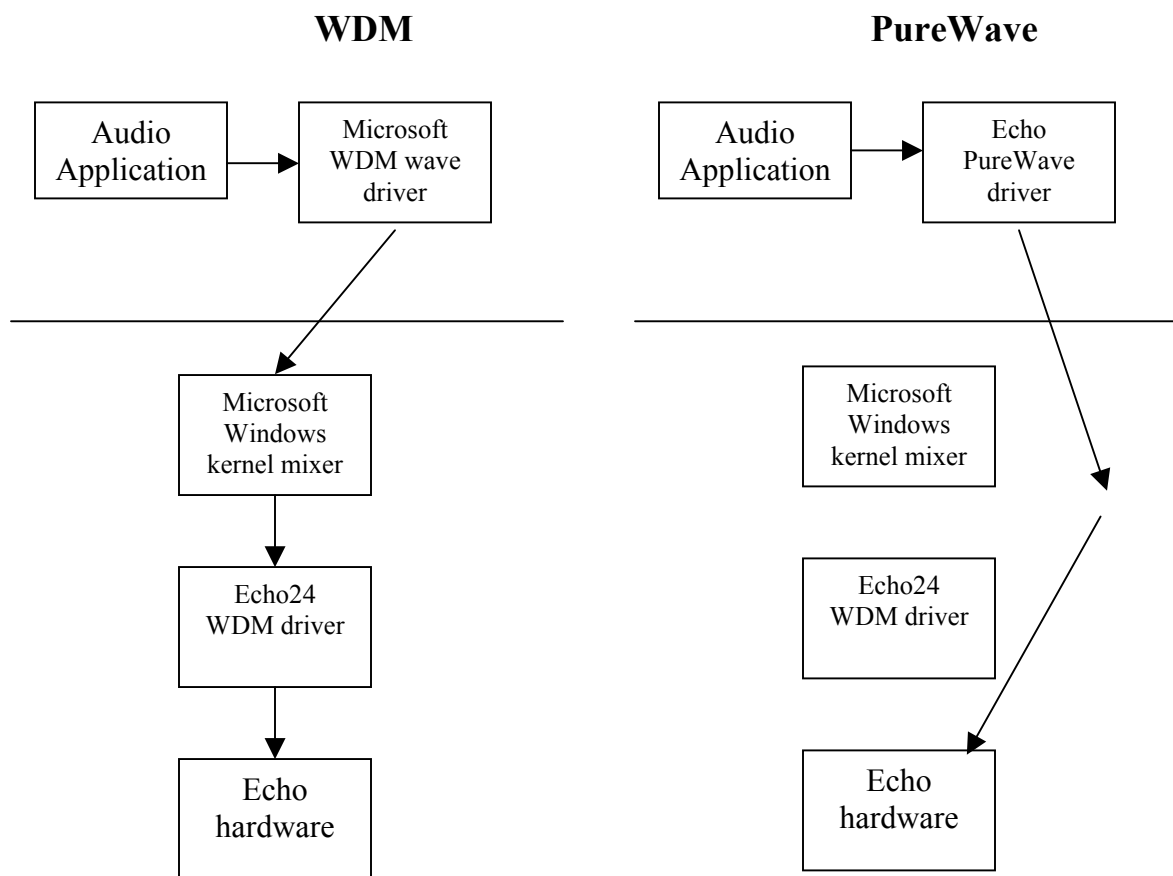 WDM
Audio
Application
Microsoft
WDM wave
driver
Microsoft
Windows
kernel mixer
Echo24
WDM driver
Echo
hardware
PureWave
Audio
Application
Echo
PureWave
driver
Microsoft
Windows
kernel mixer
Echo24
WDM driver
Echo
hardware